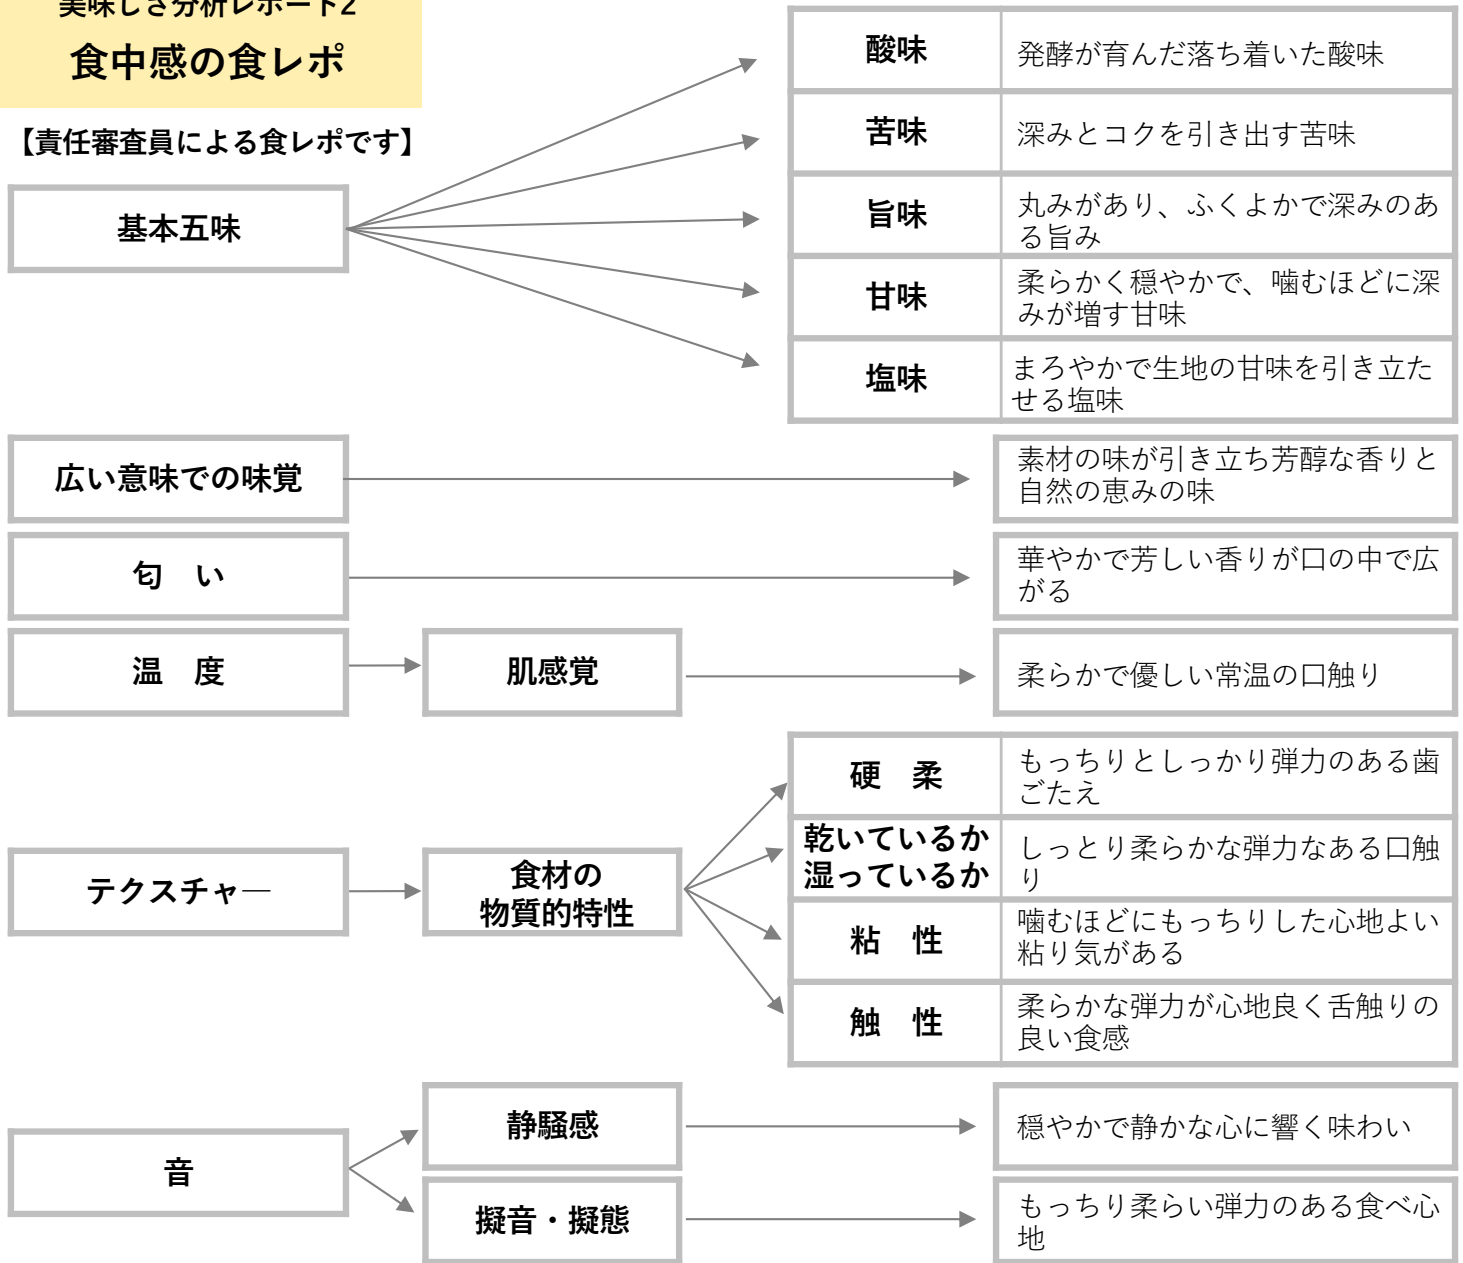 美味しさ分析レポート2
食中感の食レポ
【責任審査員による食レポです】
基本五味
酸味
発酵が育んだ落ち着いた酸味
苦味
深みとコクを引き出す苦味
旨味
丸みがあり、ふくよかで深みのあ
る旨み
甘味
柔らかく穏やかで、噛むほどに深
みが増す甘味
塩味
まろやかで生地の甘味を引き立た
せる塩味
広い意味での味覚
素材の味が引き立ち芳醇な香りと
自然の恵みの味
匂　い
華やかで芳しい香りが口の中で広
がる
温　度
肌感覚
柔らかで優しい常温の口触り
テクスチャ―
食材の
物質的特性
硬　柔
もっちりとしっかり弾力のある歯
ごたえ
乾いているか
湿っているか
しっとり柔らかな弾力なある口触
り
粘　性
噛むほどにもっちりした心地よい
粘り気がある
触　性
柔らかな弾力が心地良く舌触りの
良い食感
音
静騒感
穏やかで静かな心に響く味わい
擬音・擬態
もっちり柔らい弾力のある食べ心
地